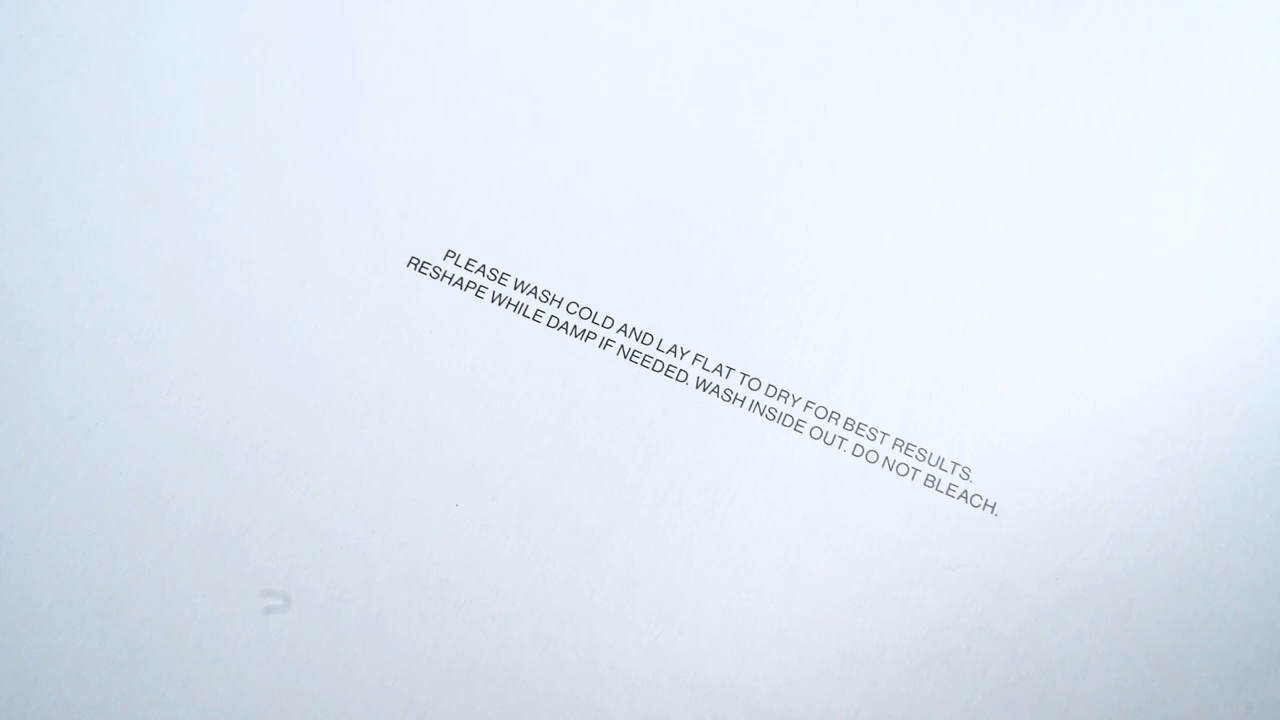 PLEASE WASH COLD AND LAY FLAT TO DRY FOR BEST RESULTS.
RESHAPE WHILE DAMP IF NEEDED. WASH INSIDE OUT. DO NOT BLEACH.